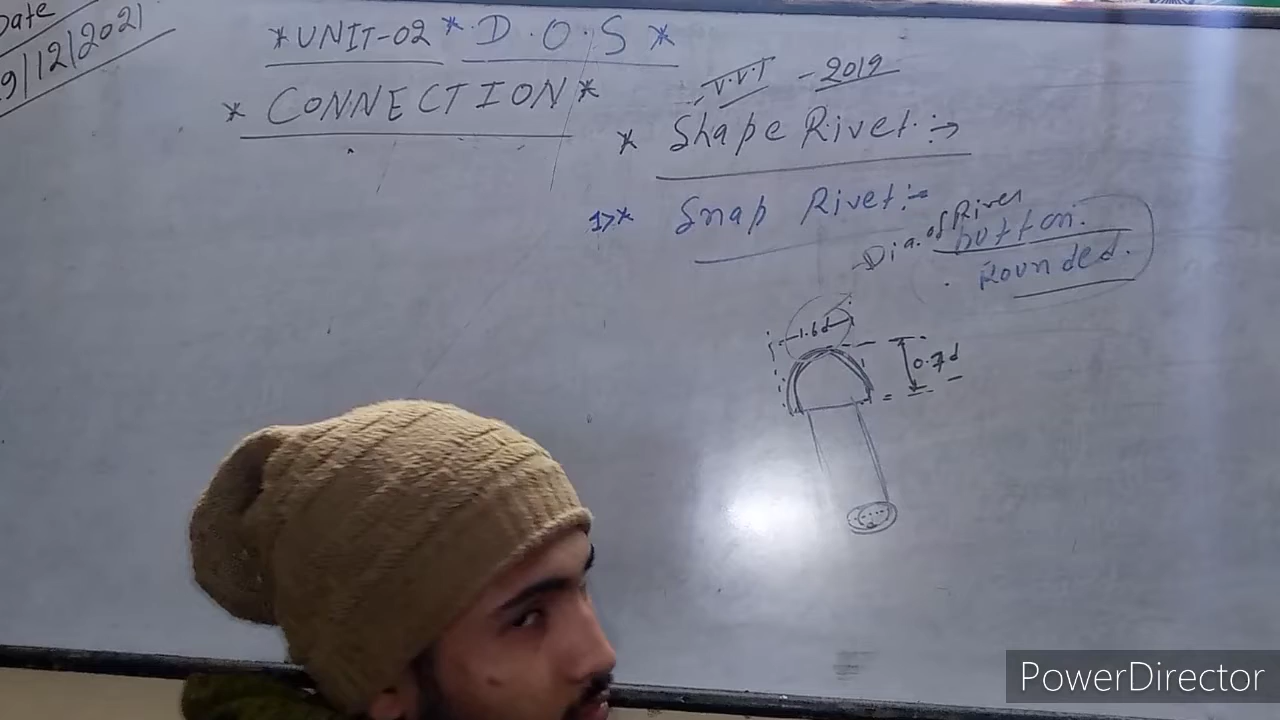 Date
9/12/2021
*UNIT-02 * D.O.S *
* CONNECTION *
V.V.I - 2019
* Shape Rivet :->
1>* Snap Rivet :-
Dia. of River
button.
Rounded.
1.6d
0.7d
PowerDirector